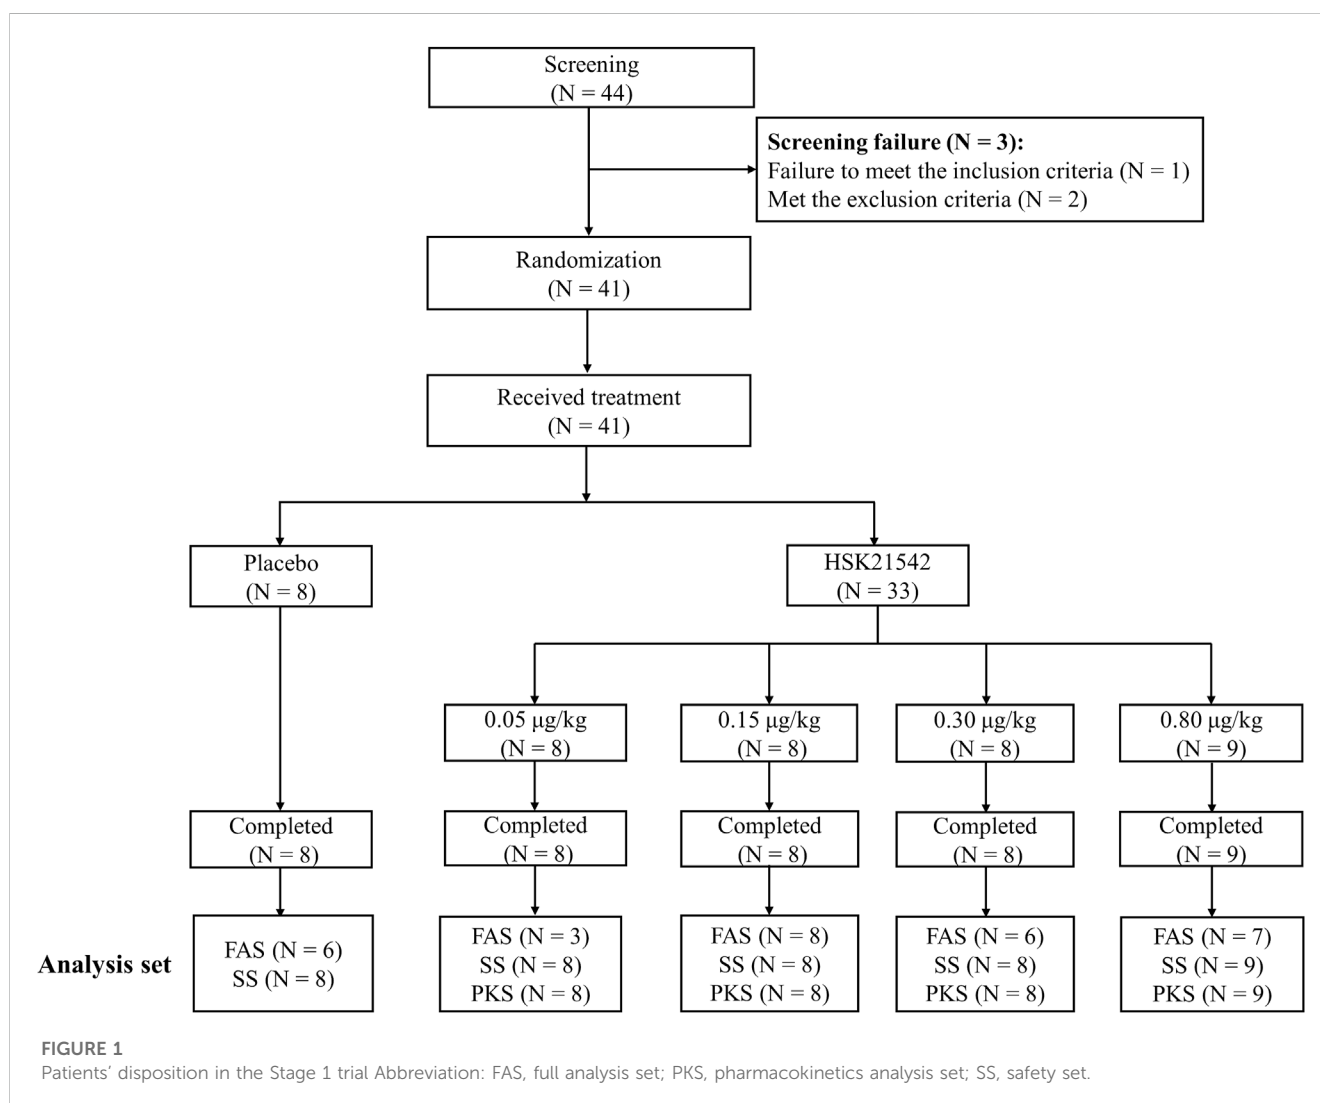 Screening
(N = 44)
Screening failure (N = 3):
Failure to meet the inclusion criteria (N = 1)
Met the exclusion criteria (N = 2)
Randomization
(N = 41)
Received treatment
(N = 41)
Placebo
(N = 8)
HSK21542
(N = 33)
0.05 μg/kg
(N = 8)
0.15 μg/kg
(N = 8)
0.30 μg/kg
(N = 8)
0.80 μg/kg
(N = 9)
Completed
(N = 8)
Completed
(N = 8)
Completed
(N = 8)
Completed
(N = 8)
Completed
(N = 9)
Analysis set
FAS (N = 6)
SS (N = 8)
FAS (N = 3)
SS (N = 8)
PKS (N = 8)
FAS (N = 8)
SS (N = 8)
PKS (N = 8)
FAS (N = 6)
SS (N = 8)
PKS (N = 8)
FAS (N = 7)
SS (N = 9)
PKS (N = 9)
FIGURE 1
Patients’ disposition in the Stage 1 trial Abbreviation: FAS, full analysis set; PKS, pharmacokinetics analysis set; SS, safety set.